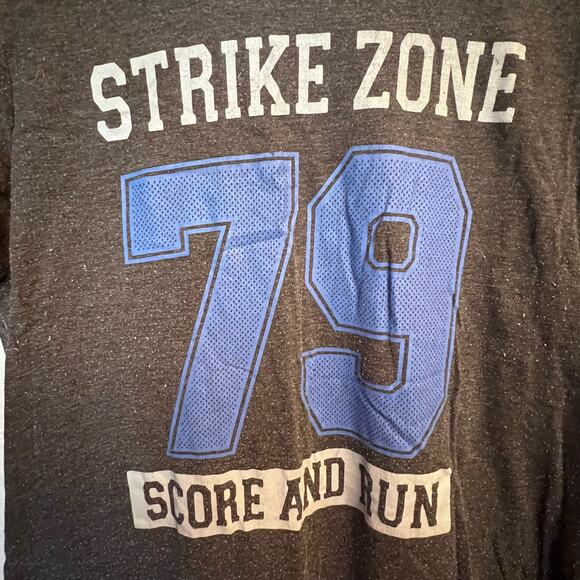 STRIKE ZONE
79
SCORE AND RUN